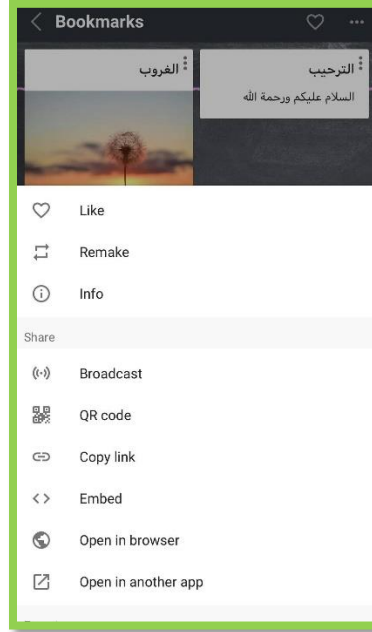 Bookmarks
الغروب
الترحيب
السلام عليكم ورحمة الله
Like
Remake
Info
Share
Broadcast
QR code
Copy link
Embed
Open in browser
Open in another app